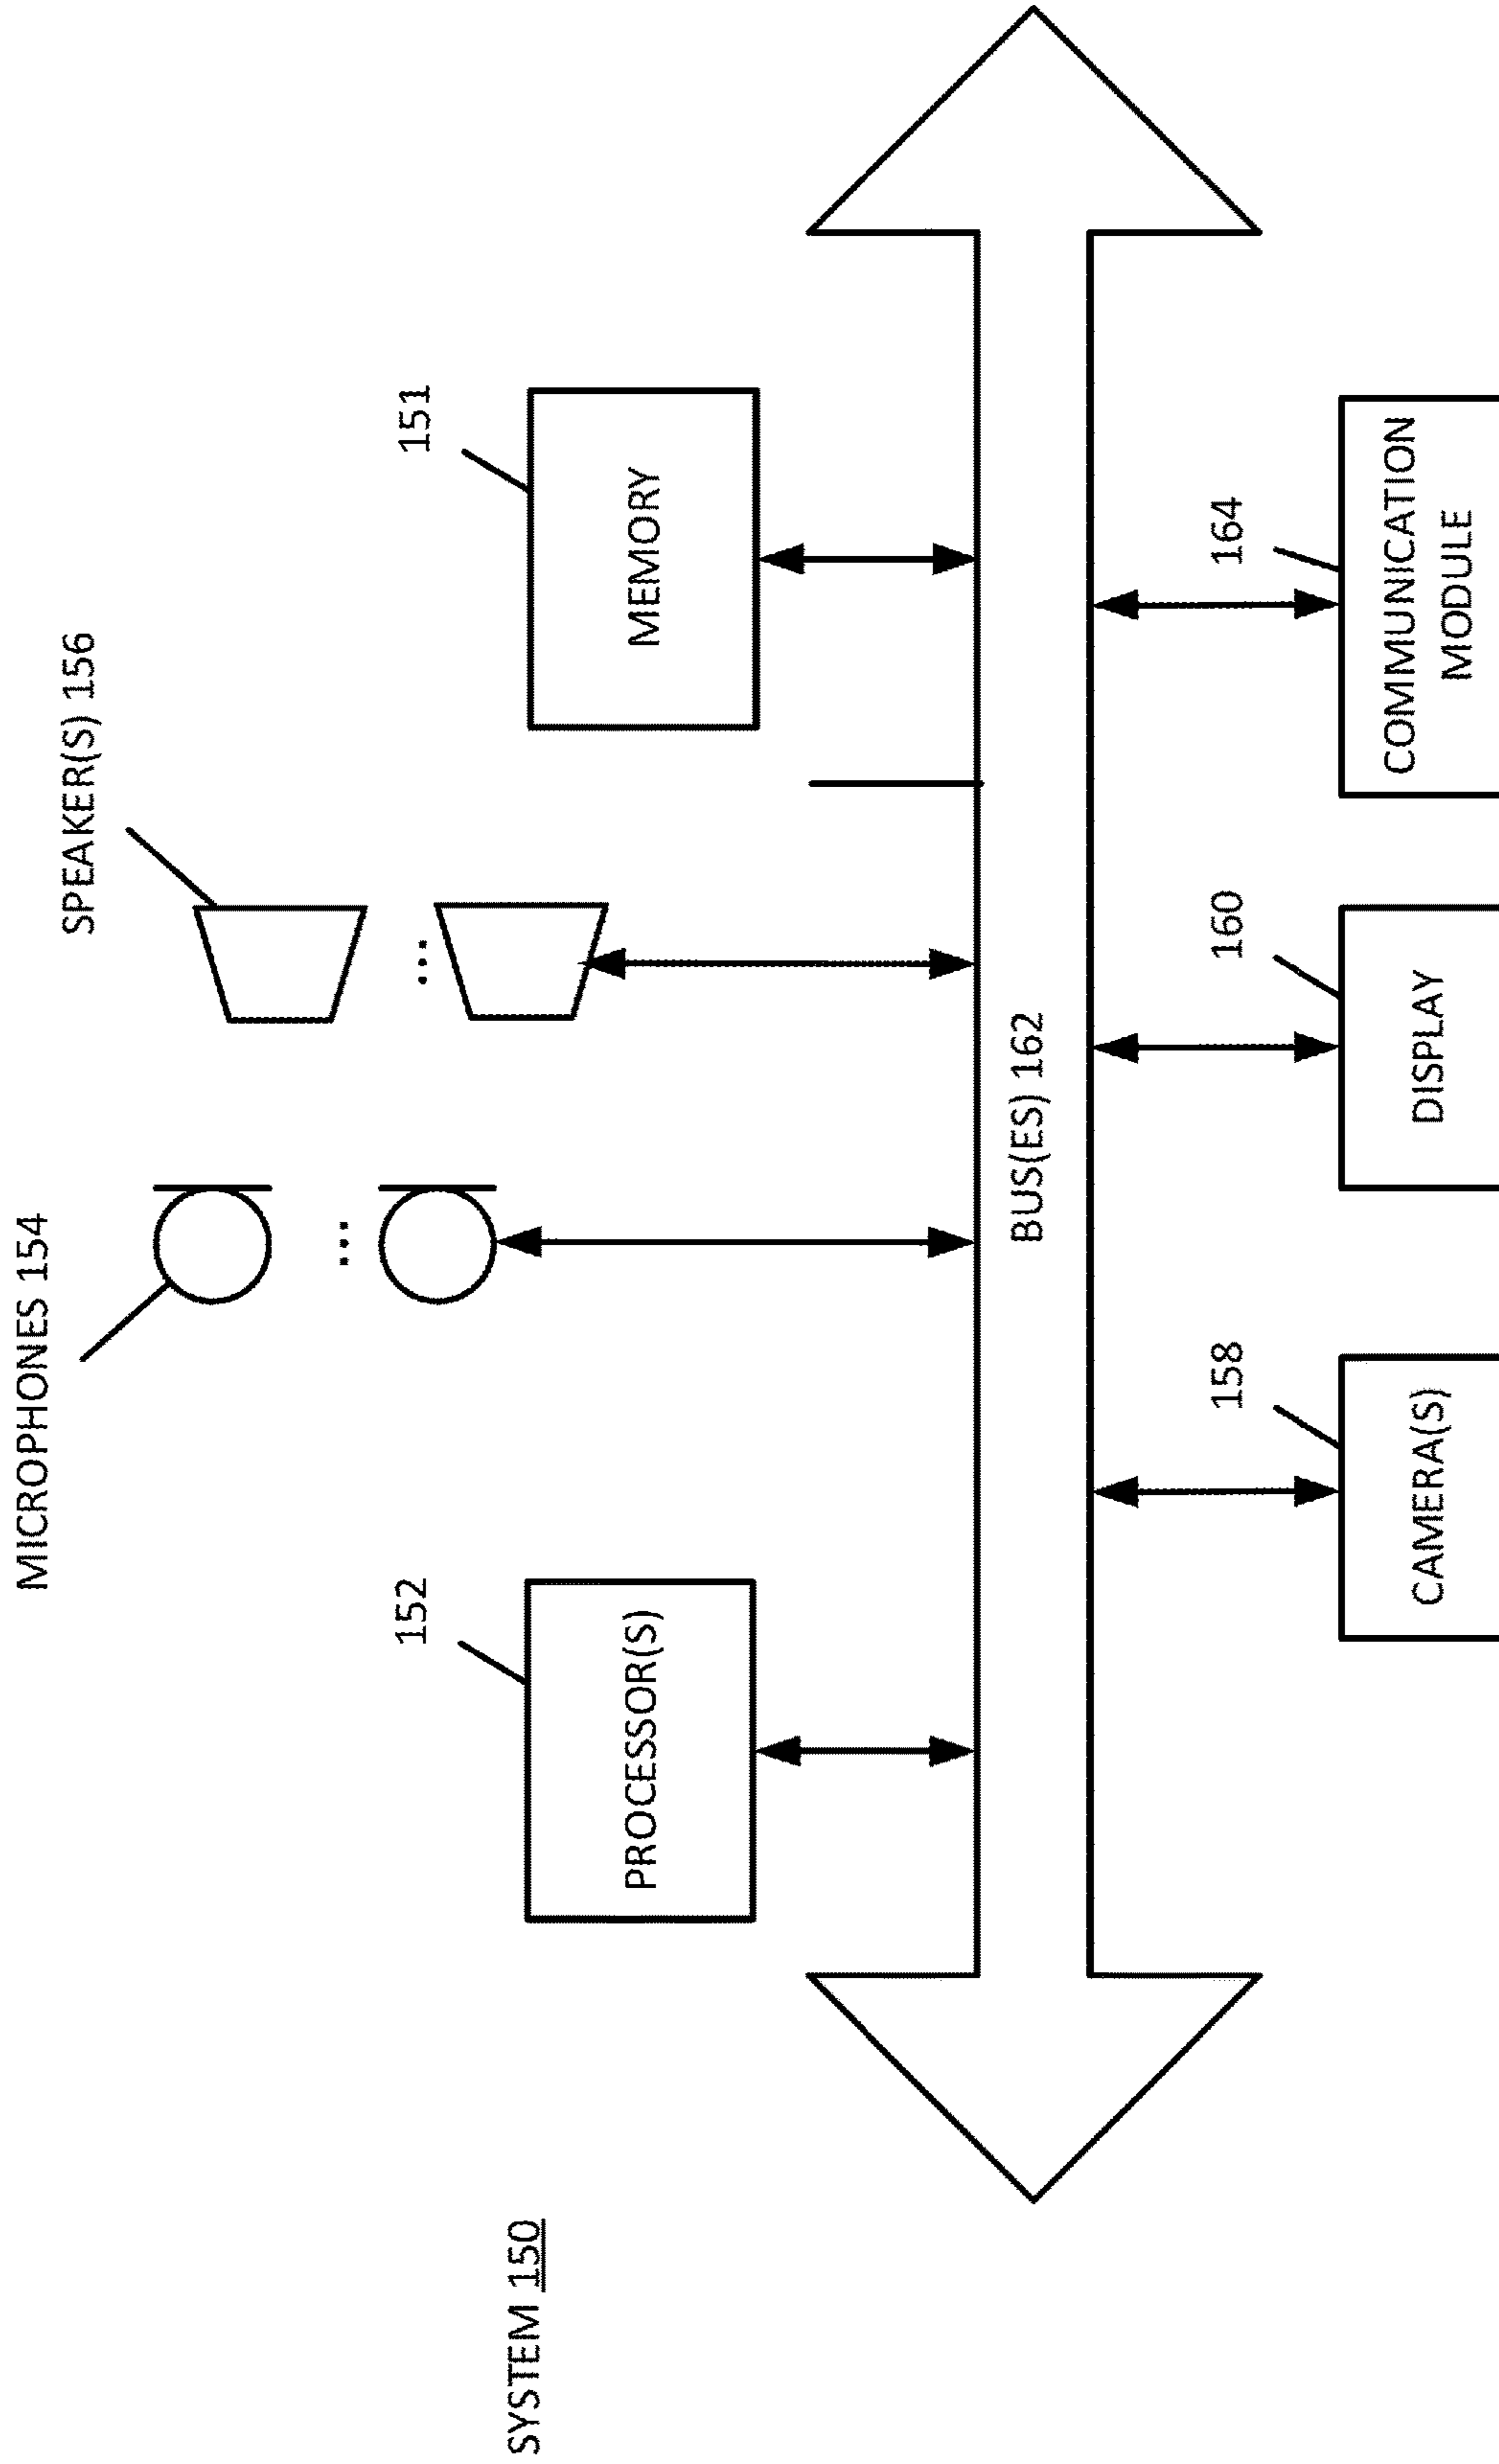 MICROPHONES 154
SPEAKER(S) 156
152
151
SYSTEM 150
PROCESSOR(S)
MEMORY
BUS(ES) 162
158
160
164
CAMERA(S)
DISPLAY
COMMUNICATION
MODULE